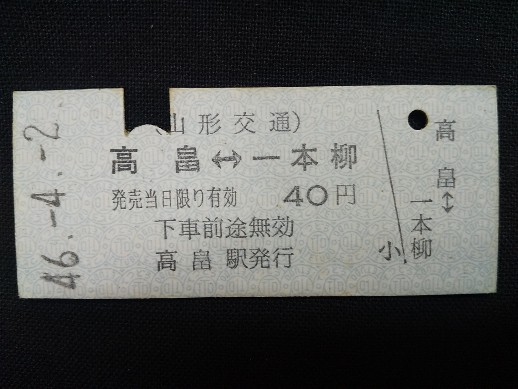 46.-4.-2.
(山形交通)
高畠↔一本柳
発売当日限り有効 40円
下車前途無効
高畠駅発行
高畠↔一本柳
小